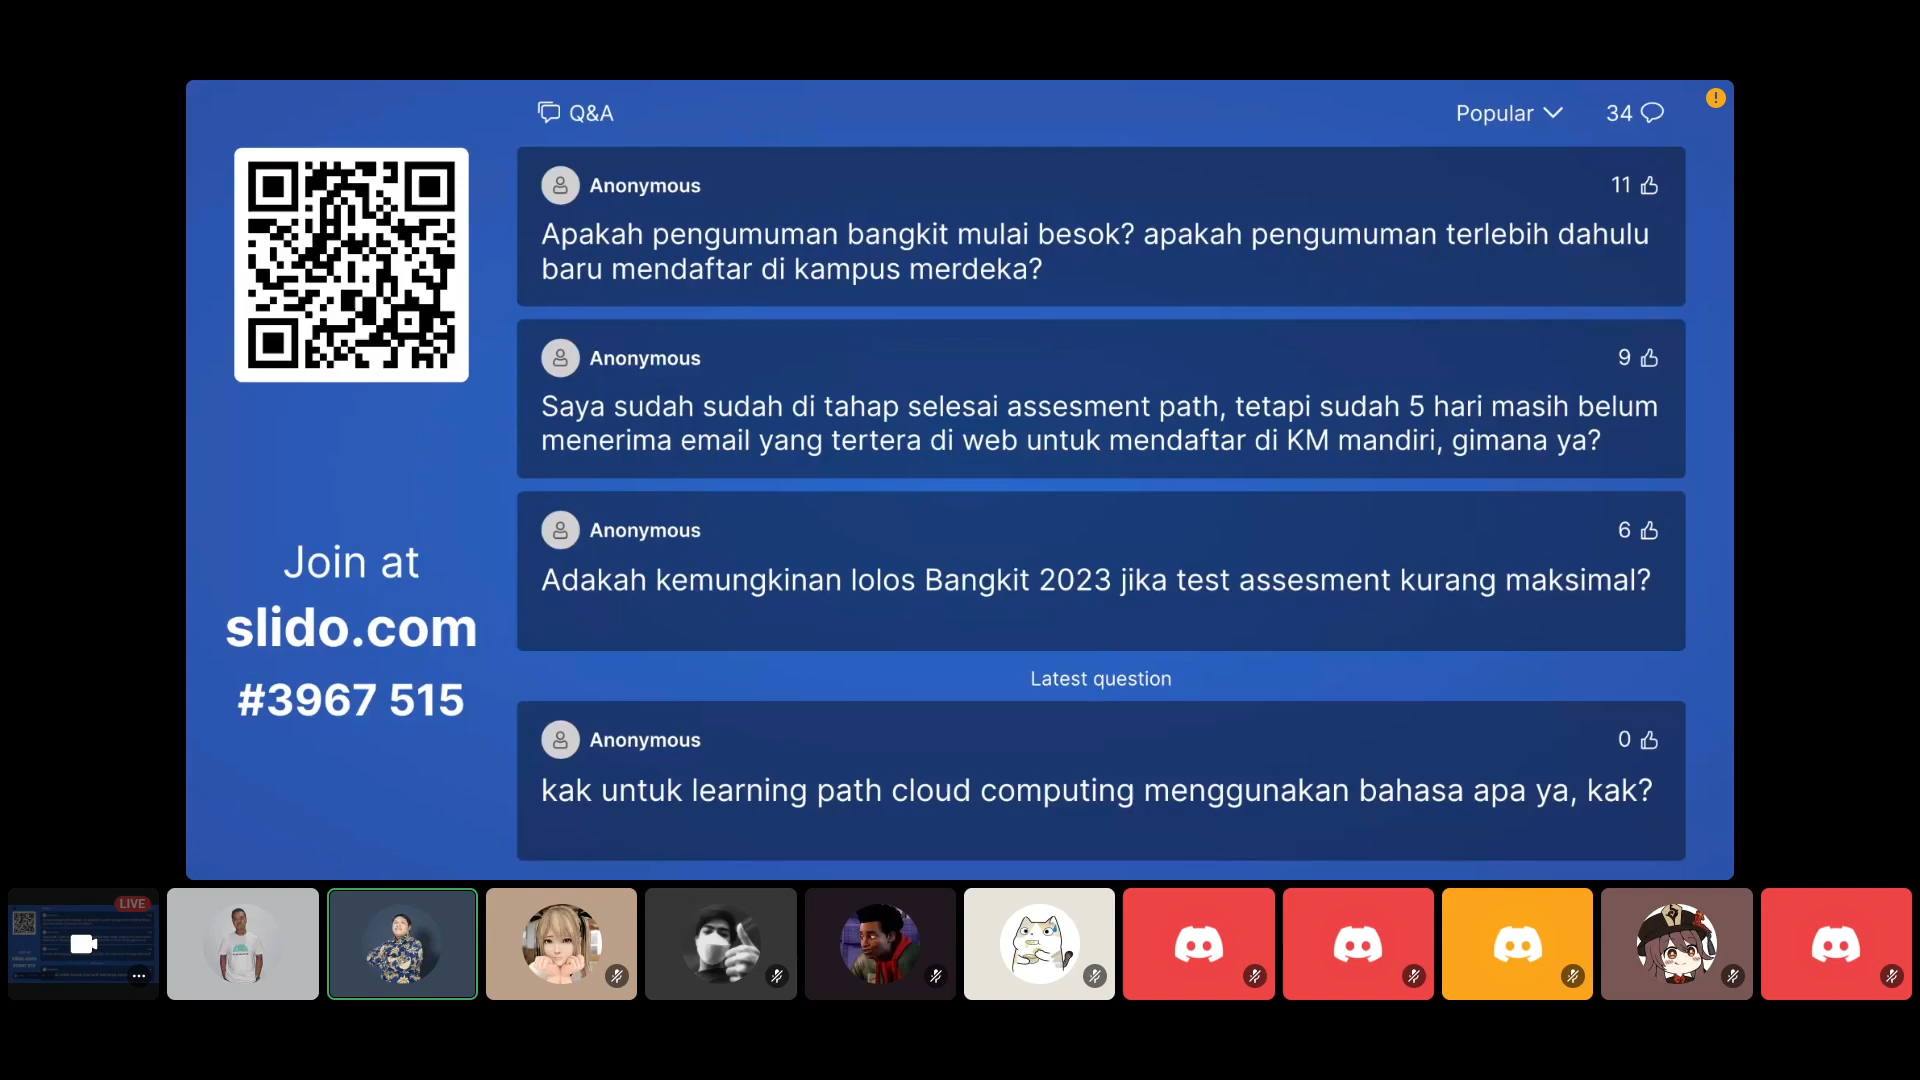 Q&A
Popular
34
Anonymous
11
Apakah pengumuman bangkit mulai besok? apakah pengumuman terlebih dahulu
baru mendaftar di kampus merdeka?
Anonymous
9
Saya sudah sudah di tahap selesai assesment path, tetapi sudah 5 hari masih belum
menerima email yang tertera di web untuk mendaftar di KM mandiri, gimana ya?
Anonymous
6
Adakah kemungkinan lolos Bangkit 2023 jika test assesment kurang maksimal?
Join at
slido.com
#3967 515
Latest question
Anonymous
0
kak untuk learning path cloud computing menggunakan bahasa apa ya, kak?
LIVE